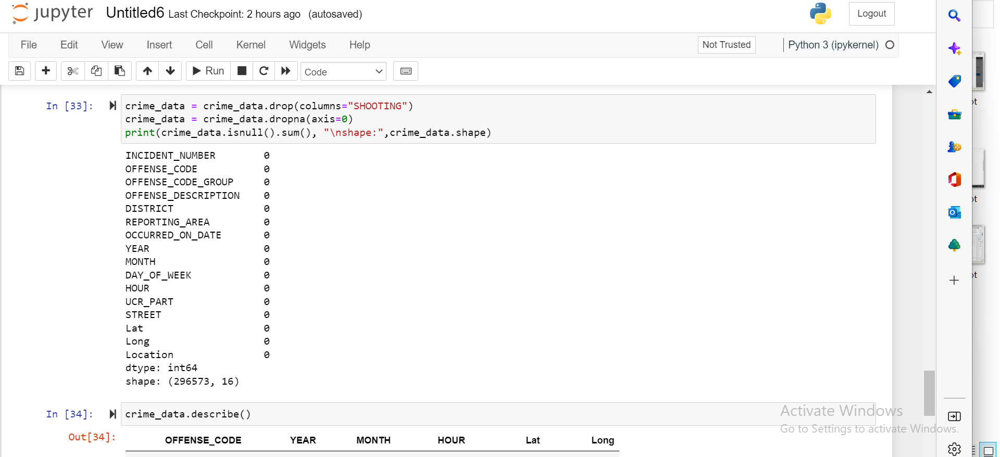 jupyter Untitled6 Last Checkpoint: 2 hours ago (autosaved)
Logout
File Edit View Insert Cell Kernel Widgets Help
Not Trusted
Python 3 (ipykernel)
Run
Code
In [33]:
crime_data = crime_data.drop(columns="SHOOTING")
crime_data = crime_data.dropna(axis=0)
print(crime_data.isnull().sum(), "\nshape:",crime_data.shape)
INCIDENT_NUMBER 0
OFFENSE_CODE 0
OFFENSE_CODE_GROUP 0
OFFENSE_DESCRIPTION 0
DISTRICT 0
REPORTING_AREA 0
OCCURRED_ON_DATE 0
YEAR 0
MONTH 0
DAY_OF_WEEK 0
HOUR 0
UCR_PART 0
STREET 0
Lat 0
Long 0
Location 0
dtype: int64
shape: (296573, 16)
In [34]:
crime_data.describe()
Out[34]:
OFFENSE_CODE YEAR MONTH HOUR Lat Long
Activate Windows
Go to Settings to activate Windows.